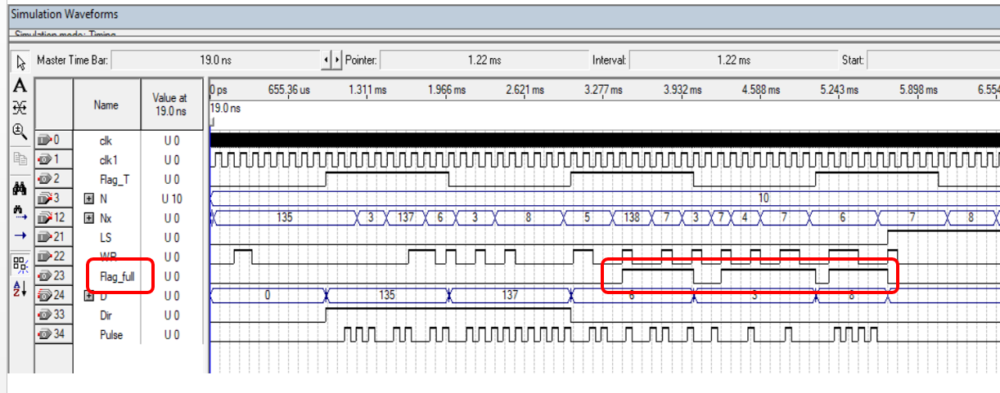 Simulation Waveforms
Simulation mode: Timing
Master Time Bar: 19.0 ns Pointer: 1.22 ms Interval: 1.22 ms Start:
Name Value at 19.0 ns 0 ps 655.36 us 1.311 ms 1.966 ms 2.621 ms 3.277 ms 3.932 ms 4.588 ms 5.243 ms 5.898 ms 6.554
19.0 ns
0 clk U 0
1 clk1 U 0
2 Flag_T U 0
3 N U 10 10
12 Nx U 0 135 3 137 6 3 8 5 138 7 3 7 4 7 6 7 8
21 LS U 0
22 WR U 0
23 Flag_full U 0
24 D U 0 0 135 137 6 3 8
33 Dir U 0
34 Pulse U 0